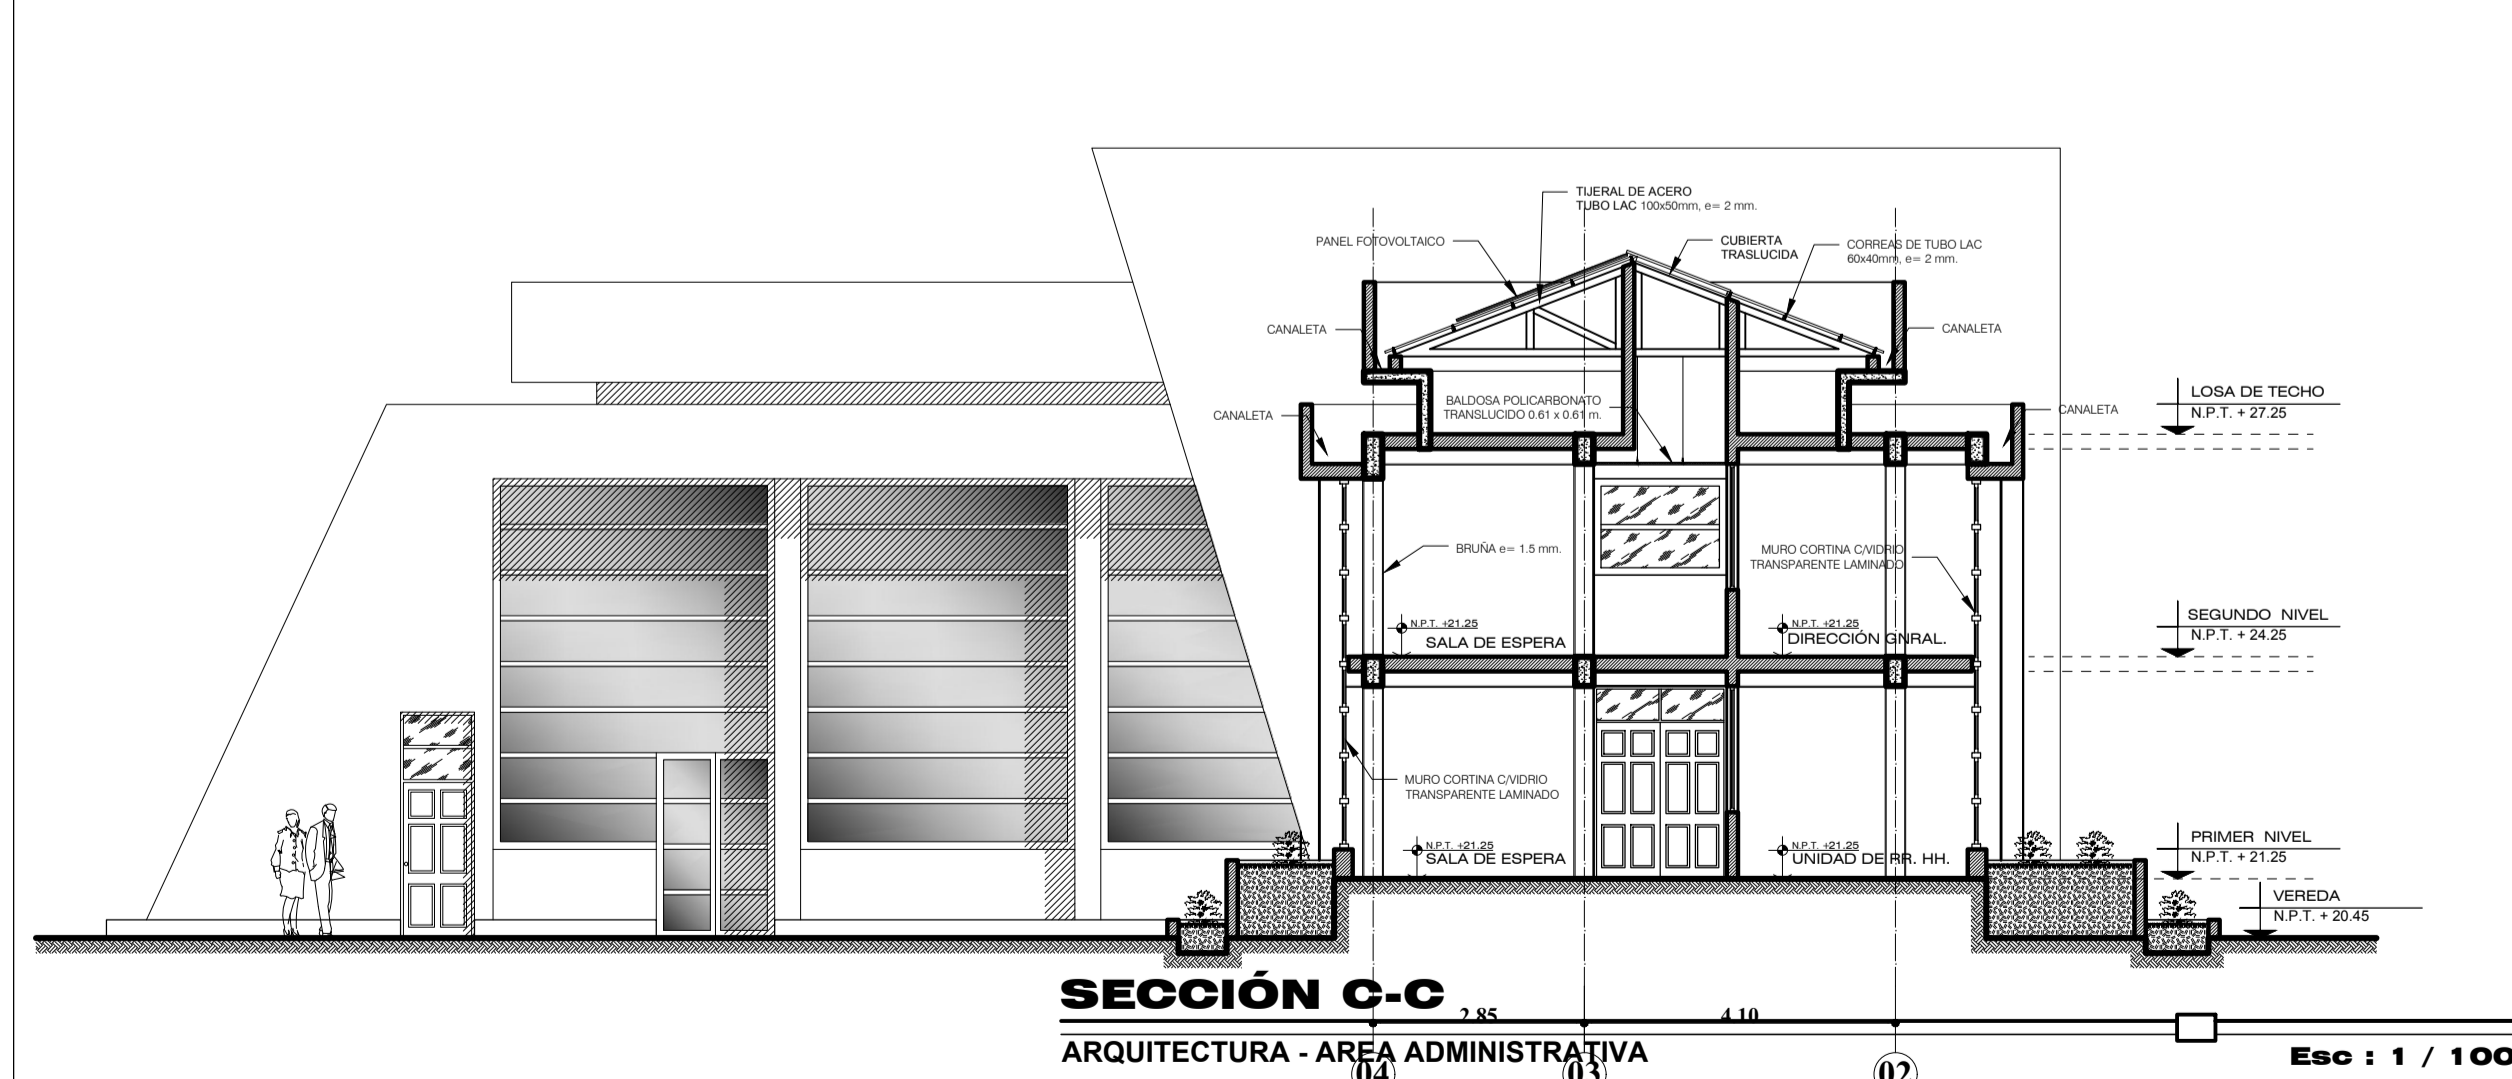 TIJERAL DE ACERO
TUBO LAC 100x50mm, e= 2 mm.
PANEL FOTOVOLTAICO
CUBIERTA
TRASLUCIDA
CORREAS DE TUBO LAC
60x40mm, e= 2 mm.
CANALETA
CANALETA
BALDOSA POLICARBONATO
TRANSLUCIDO 0.61 x 0.61 m.
CANALETA
CANALETA
LOSA DE TECHO
N.P.T. + 27.25
BRUÑA e= 1.5 mm.
MURO CORTINA C/VIDRIO
TRANSPARENTE LAMINADO
N.P.T. +21.25
SALA DE ESPERA
N.P.T. +21.25
DIRECCIÓN GNRAL.
SEGUNDO NIVEL
N.P.T. + 24.25
MURO CORTINA C/VIDRIO
TRANSPARENTE LAMINADO
N.P.T. +21.25
SALA DE ESPERA
N.P.T. +21.25
UNIDAD DE RR. HH.
PRIMER NIVEL
N.P.T. + 21.25
VEREDA
N.P.T. + 20.45
SECCIÓN C-C
2.85
4.10
ARQUITECTURA - AREA ADMINISTRATIVA
Esc : 1 / 100
04
03
02